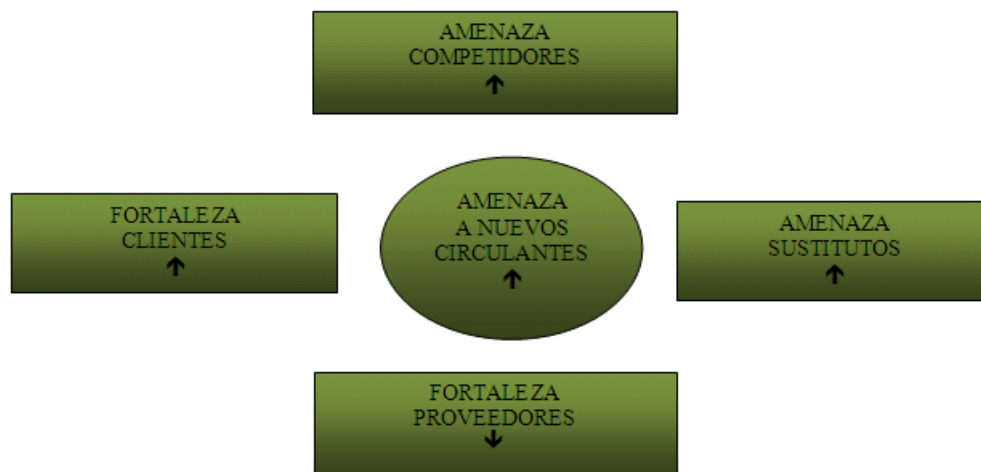 AMENAZA
COMPETIDORES
↑
FORTALEZA
CLIENTES
↑
AMENAZA
A NUEVOS
CIRCULANTES
↑
AMENAZA
SUSTITUTOS
↑
FORTALEZA
PROVEEDORES
↓